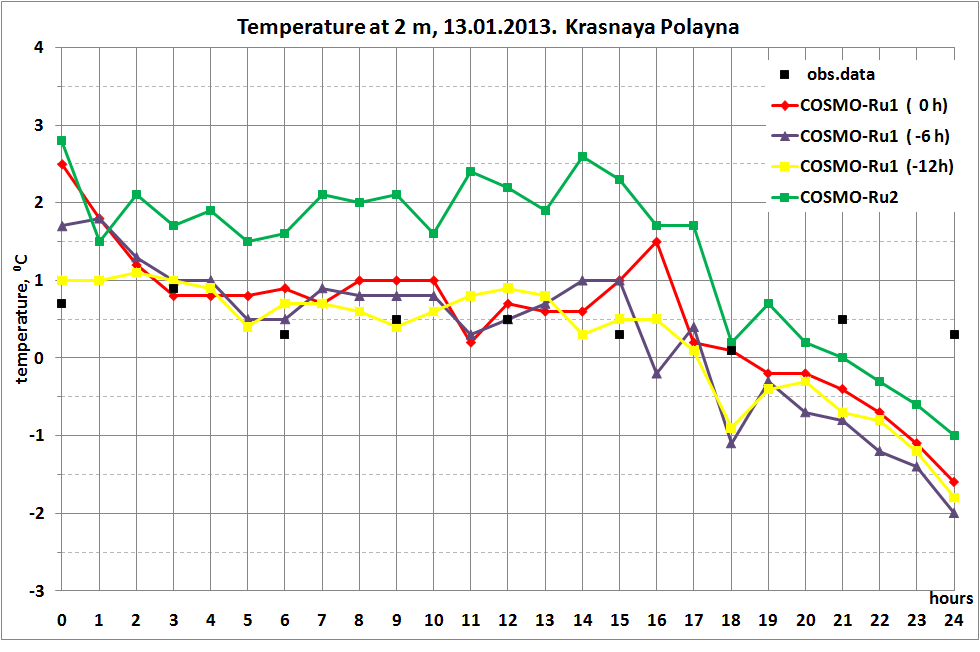 Temperature at 2 m, 13.01.2013. Krasnaya Polayna
4
3
2
1
0
-1
-2
-3
temperature, ⁰C
obs.data
COSMO-Ru1 ( 0 h)
COSMO-Ru1 ( -6 h)
COSMO-Ru1 (-12h)
COSMO-Ru2
hours
0 1 2 3 4 5 6 7 8 9 10 11 12 13 14 15 16 17 18 19 20 21 22 23 24